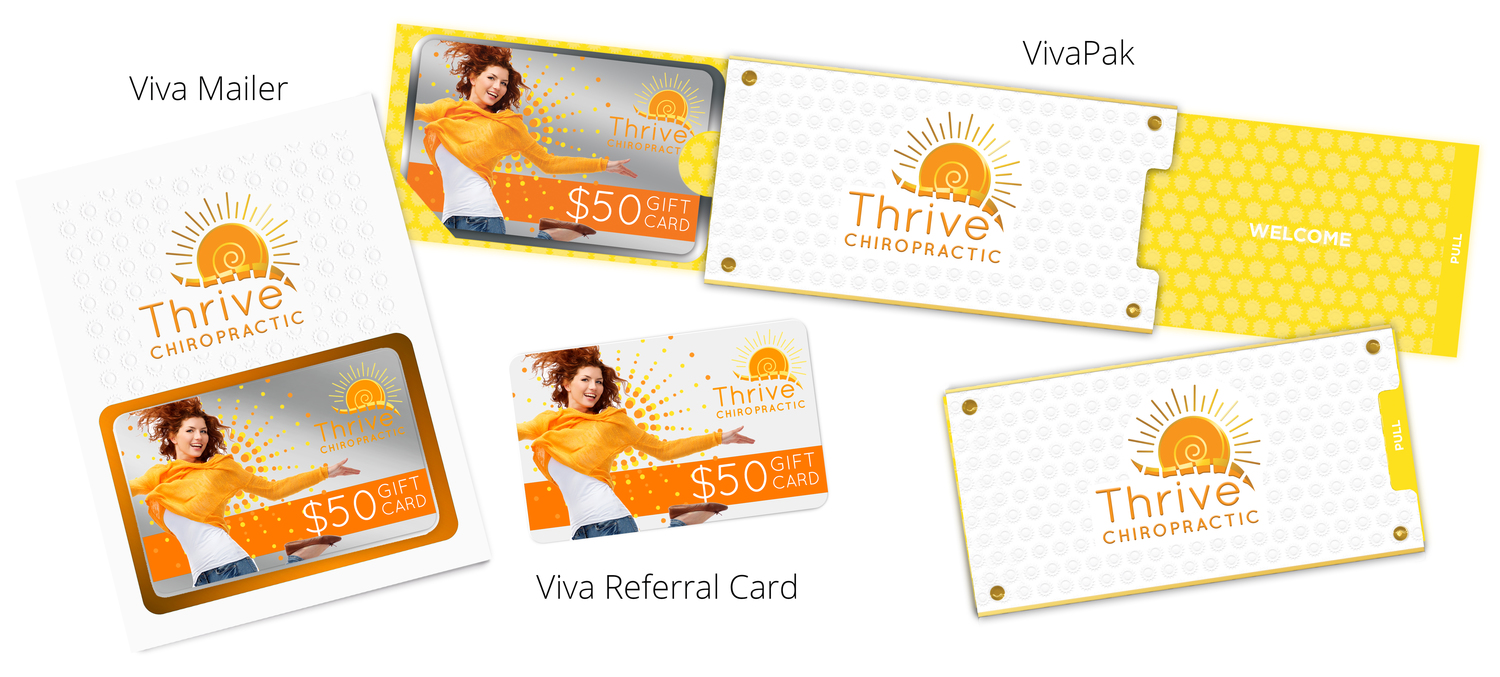 Viva Mailer
Thrive
CHIROPRACTIC
Thrive
CHIROPRACTIC
$50 GIFT
CARD
VivaPak
Thrive
CHIROPRACTIC
$50 GIFT
CARD
Thrive
CHIROPRACTIC
WELCOME
PULL
Thrive
CHIROPRACTIC
$50 GIFT
CARD
Viva Referral Card
Thrive
CHIROPRACTIC
PULL